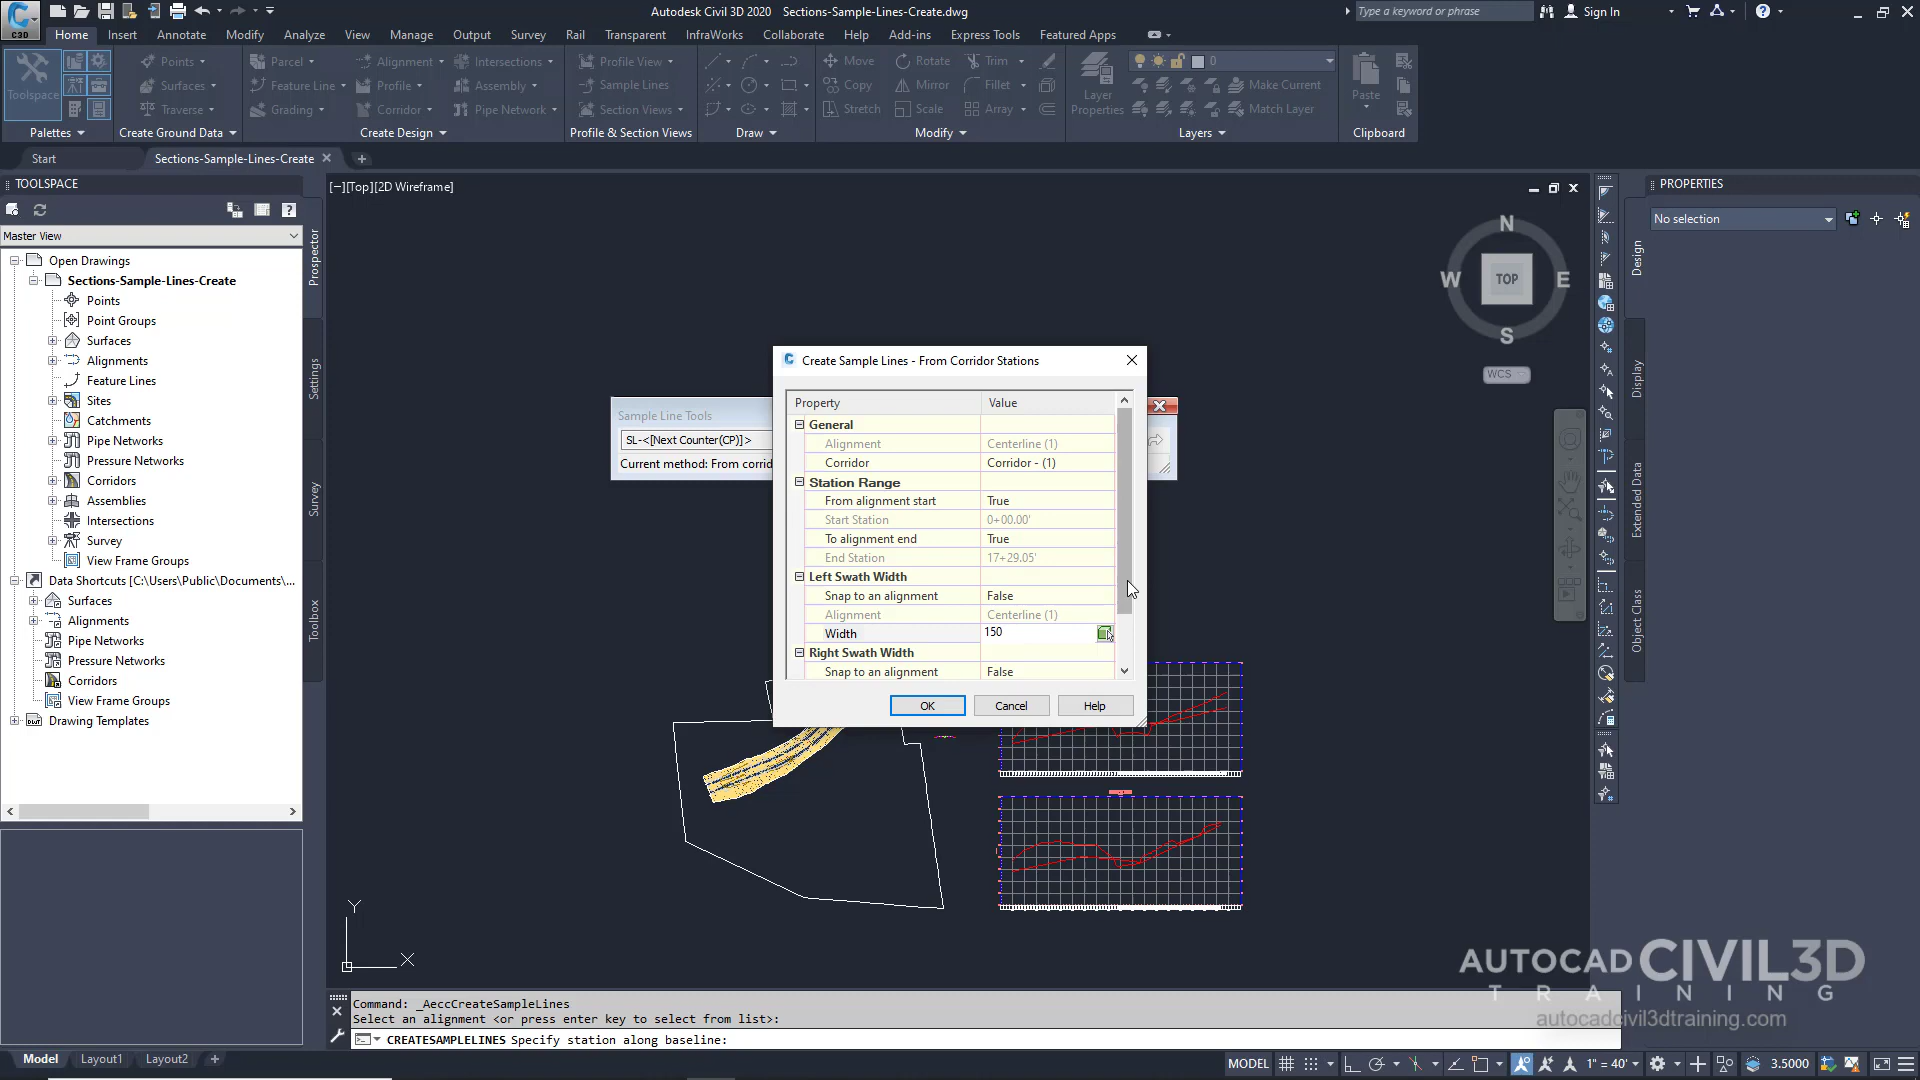 C3D
Autodesk Civil 3D 2020 Sections-Sample-Lines-Create.dwg
Type a keyword or phrase
Sign In
Home Insert Annotate Modify Analyze View Manage Output Survey Rail Transparent InfraWorks Collaborate Help Add-ins Express Tools Featured Apps
Toolspace
Points Parcel Alignment Intersections Profile View Move Rotate Trim 0
Surfaces Feature Line Profile Assembly Sample Lines Copy Mirror Fillet Make Current
Traverse Grading Corridor Pipe Network Section Views Stretch Scale Array Match Layer
Layer Properties
Paste
Palettes Create Ground Data Create Design Profile & Section Views Draw Modify Layers Clipboard
Start Sections-Sample-Lines-Create
TOOLSPACE
Master View
Open Drawings
Sections-Sample-Lines-Create
Points
Point Groups
Surfaces
Alignments
Feature Lines
Sites
Catchments
Pipe Networks
Pressure Networks
Corridors
Assemblies
Intersections
Survey
View Frame Groups
Data Shortcuts [C:\Users\Public\Documents\...
Surfaces
Alignments
Pipe Networks
Pressure Networks
Corridors
View Frame Groups
Drawing Templates
Prospector
Settings
Survey
Toolbox
[−][Top][2D Wireframe]
N
W TOP E
S
WCS
Sample Line Tools
SL-<[Next Counter(CP)]>
Current method: From corrid
Create Sample Lines - From Corridor Stations
Property Value
General
Alignment Centerline (1)
Corridor Corridor - (1)
Station Range
From alignment start True
Start Station 0+00.00'
To alignment end True
End Station 17+29.05'
Left Swath Width
Snap to an alignment False
Alignment Centerline (1)
Width 150
Right Swath Width
Snap to an alignment False
OK Cancel Help
PROPERTIES
No selection
Design
Display
Extended Data
Object Class
Y
X
AUTOCAD CIVIL3D
TRAINING
autocadcivil3dtraining.com
Command: _AeccCreateSampleLines
Select an alignment <or press enter key to select from list>:
CREATESAMPLELINES Specify station along baseline:
Model Layout1 Layout2
MODEL 1" = 40' 3.5000